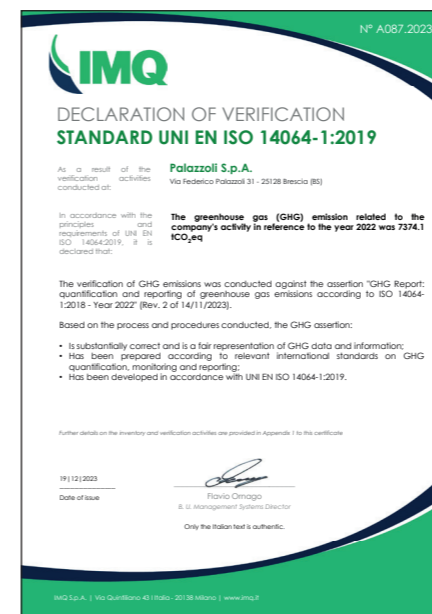 N° A087.2023
IMQ
DECLARATION OF VERIFICATION
STANDARD UNI EN ISO 14064-1:2019
As a result of the
verification activities
conducted at:
Palazzoli S.p.A.
Via Federico Palazzoli 31 - 25128 Brescia (BS)
In accordance with the
principles and
requirements of UNI EN
ISO 14064:2019, it is
declared that:
The greenhouse gas (GHG) emission related to the
company's activity in reference to the year 2022 was 7374.1
tCO₂eq
The verification of GHG emissions was conducted against the assertion "GHG Report:
quantification and reporting of greenhouse gas emissions according to ISO 14064-
1:2018 - Year 2022" (Rev. 2 of 14/11/2023).
Based on the process and procedures conducted, the GHG assertion:
• Is substantially correct and is a fair representation of GHG data and information;
• Has been prepared according to relevant international standards on GHG
quantification, monitoring and reporting;
• Has been developed in accordance with UNI EN ISO 14064-1:2019.
Further details on the inventory and verification activities are provided in Appendix 1 to this certificate
19|12|2023
Date of issue
Flavio Ornago
B. U. Management Systems Director
Only the Italian text is authentic.
IMQ S.p.A. | Via Quintiliano 43 I Italia - 20138 Milano | www.imq.it